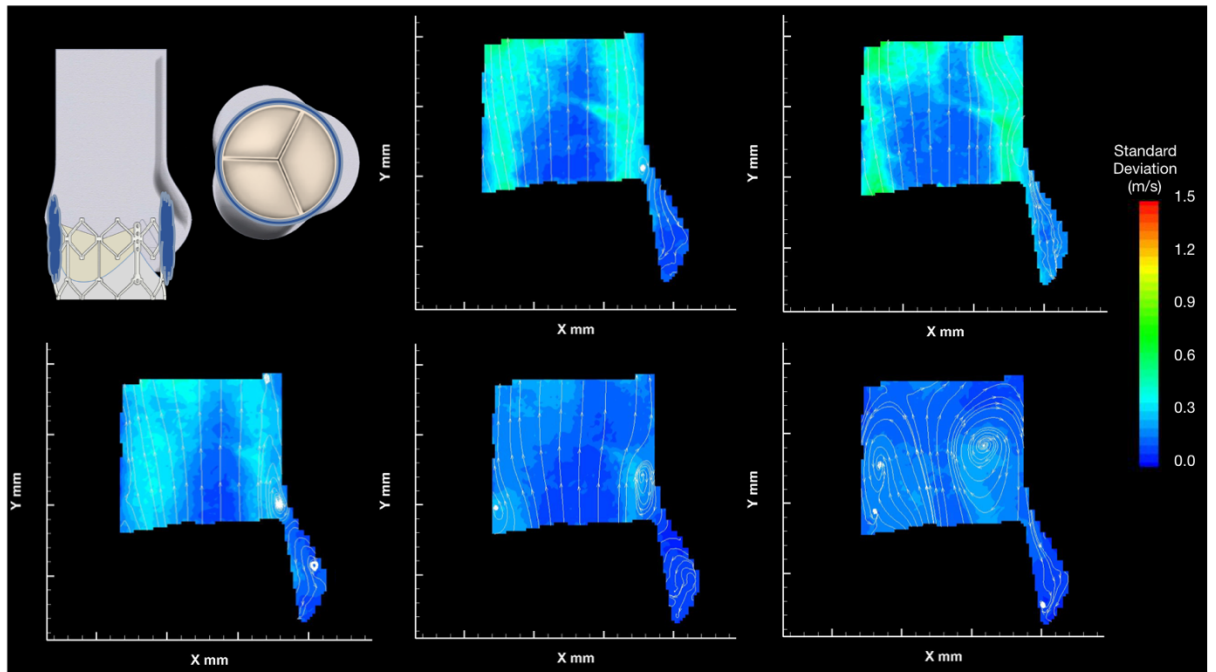 Y mm
X mm
Y mm
X mm
Standard
Deviation
(m/s)
1.5
1.2
0.9
0.6
0.3
0.0
Y mm
X mm
Y mm
X mm
Y mm
X mm